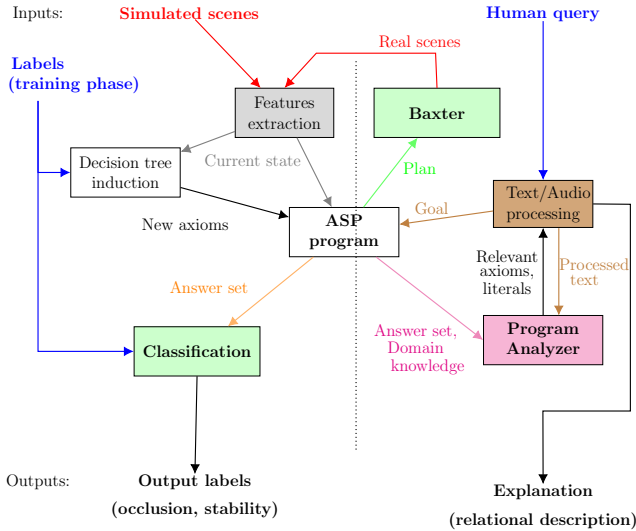 Inputs:
Simulated scenes
Human query
Real scenes
Labels
(training phase)
Features
extraction
Baxter
Decision tree
induction
Current state
Plan
Text/Audio
processing
New axioms
ASP
program
Goal
Relevant
axioms,
literals
Processed
text
Answer set
Classification
Answer set,
Domain
knowledge
Program
Analyzer
Outputs:
Output labels
(occlusion, stability)
Explanation
(relational description)